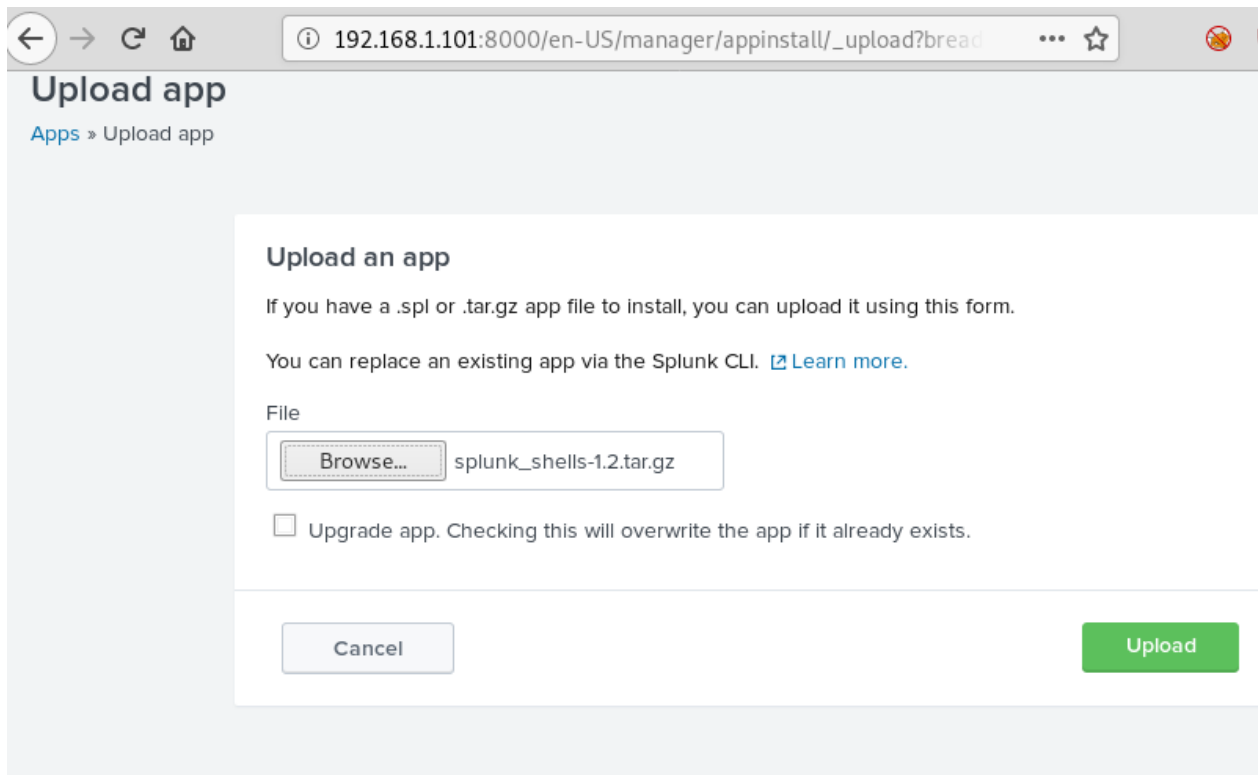 192.168.1.101:8000/en-US/manager/appinstall/_upload?bread
Upload app
Apps » Upload app
Upload an app
If you have a .spl or .tar.gz app file to install, you can upload it using this form.
You can replace an existing app via the Splunk CLI. Learn more.
File
Browse... splunk_shells-1.2.tar.gz
Upgrade app. Checking this will overwrite the app if it already exists.
Cancel Upload